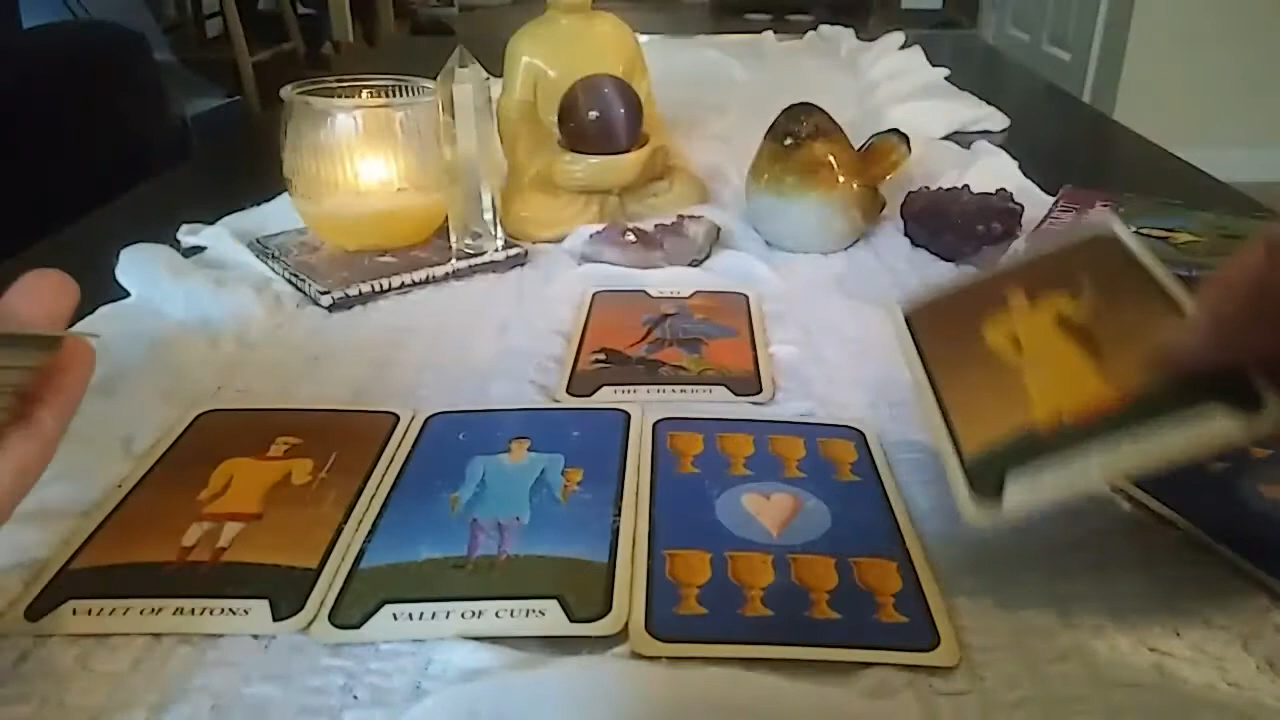 VII
THE CHARIOT
VALET OF BATONS
VALET OF CUPS